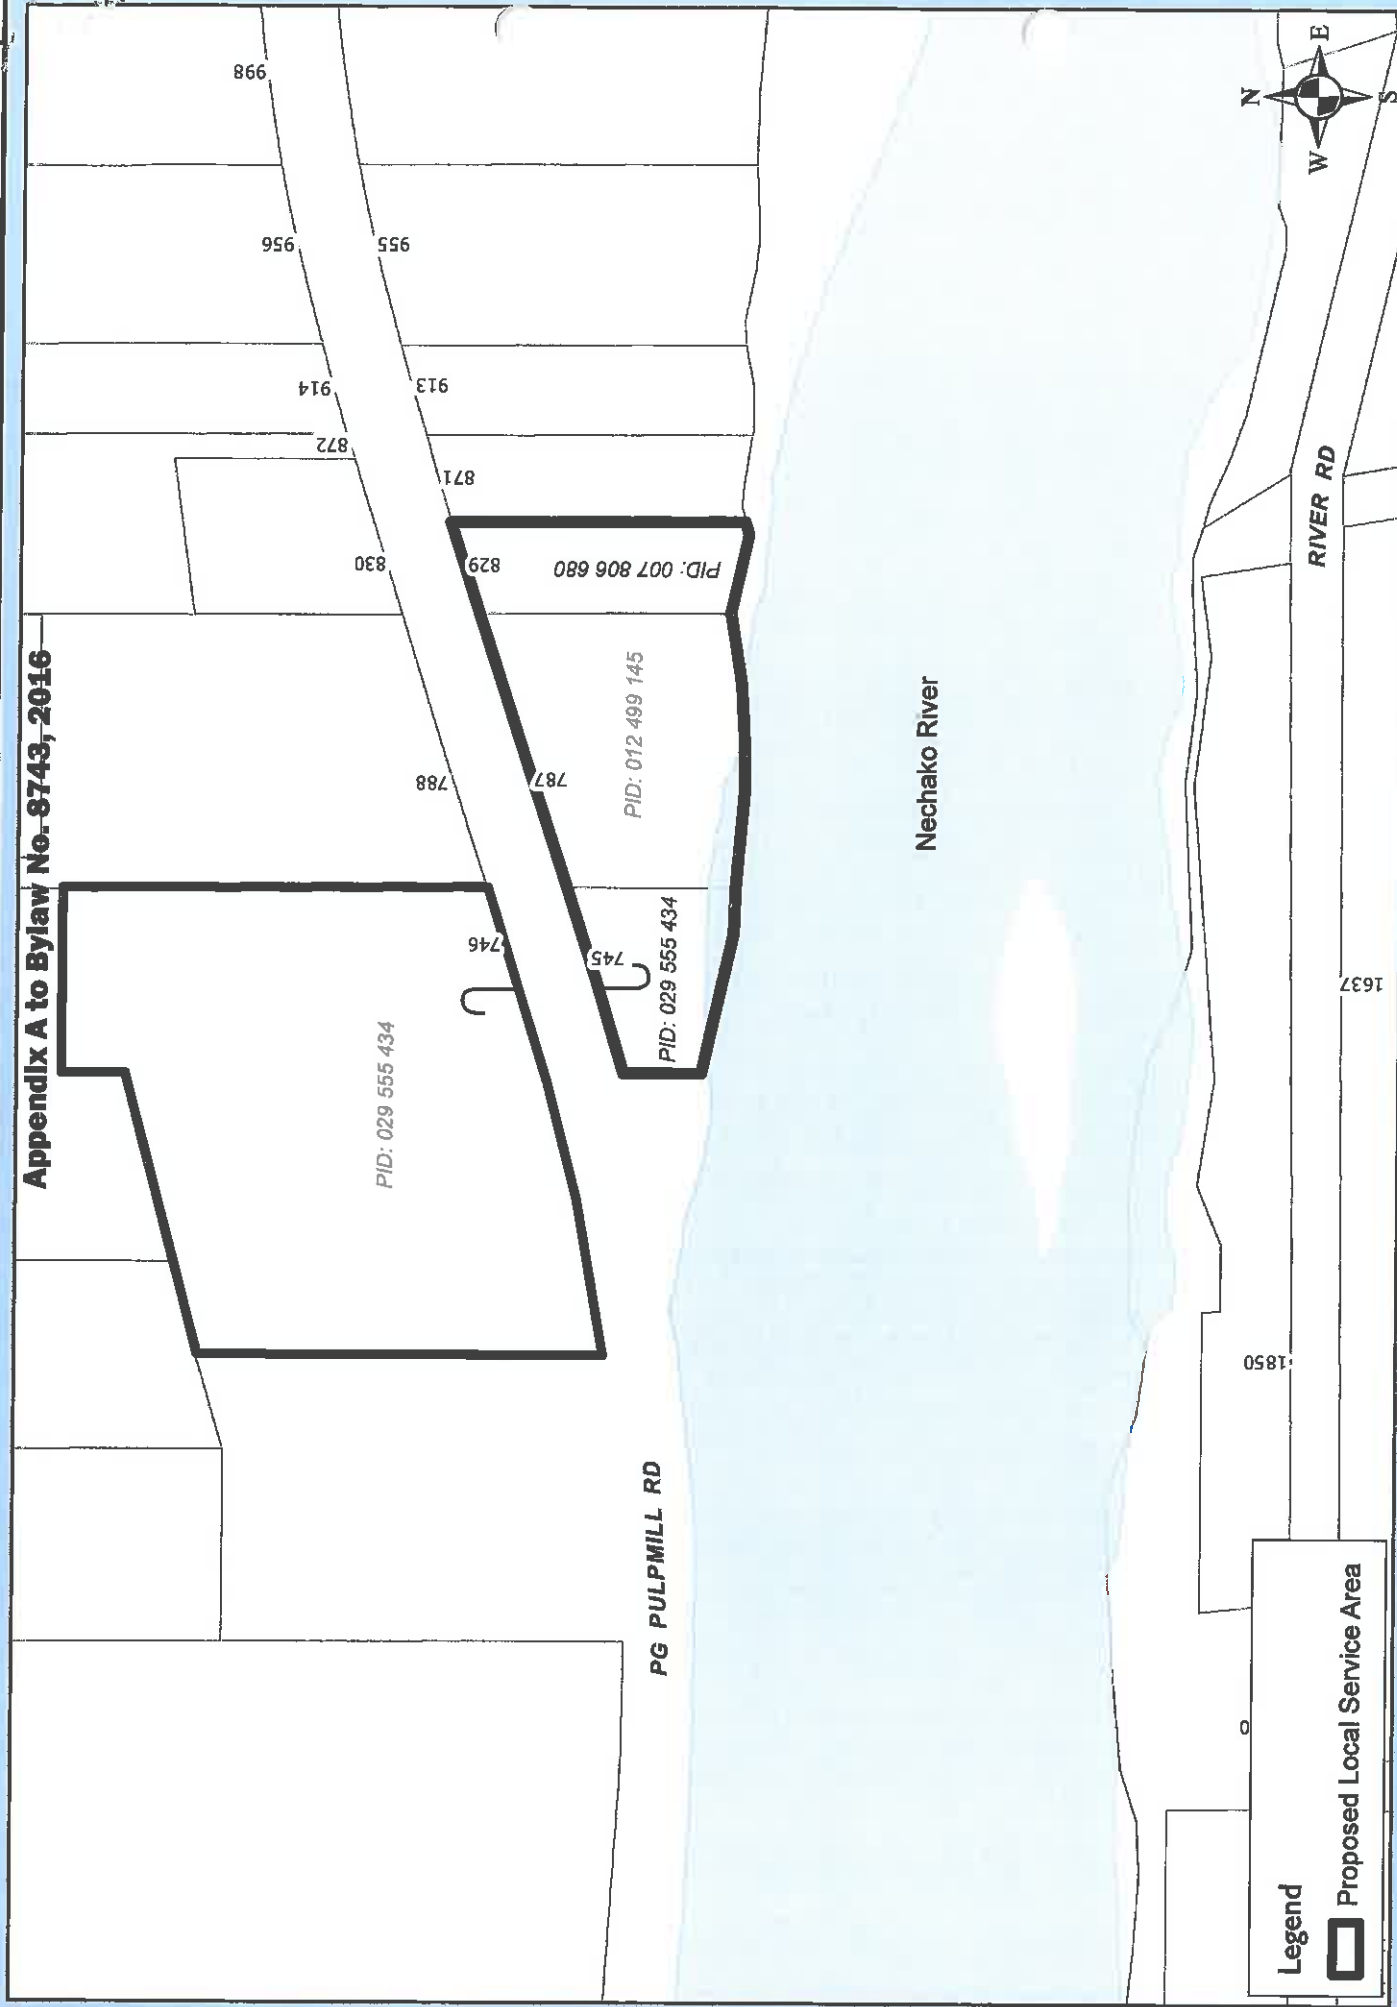 Appendix A to Bylaw No. 8743, 2016
998
956
955
914
913
872
871
830
829
PID: 007 806 680
788
787
PID: 012 499 145
746
745
PID: 029 555 434
PID: 029 555 434
Nechako River
PG PULPMILL RD
RIVER RD
1637
1850
0
N
W
E
S
Legend
Proposed Local Service Area